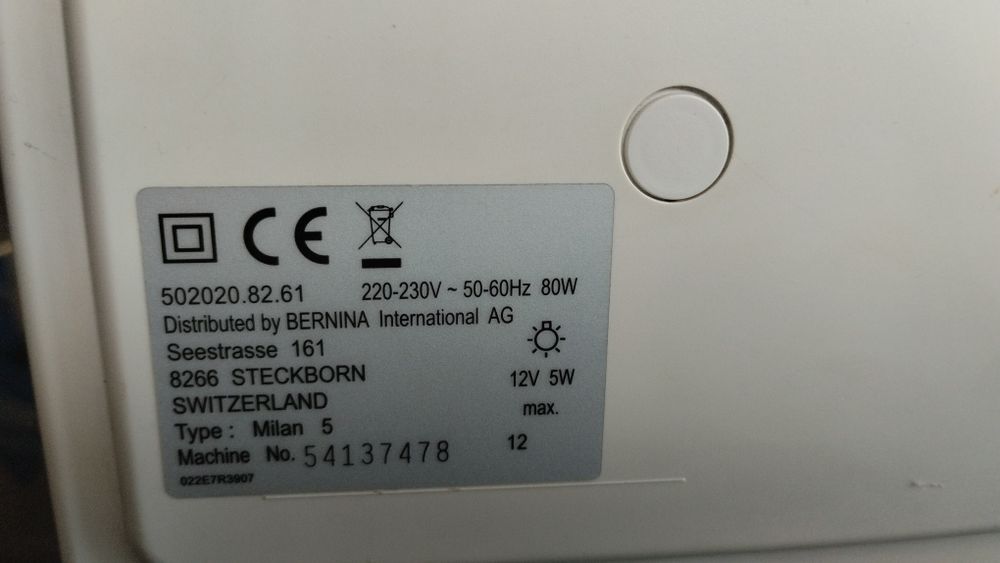 CE
502020.82.61 220-230V ~ 50-60Hz 80W
Distributed by BERNINA International AG
Seestrasse 161
8266 STECKBORN
12V 5W
SWITZERLAND
max.
Type : Milan 5
Machine No. 54137478
12
022E7R3907